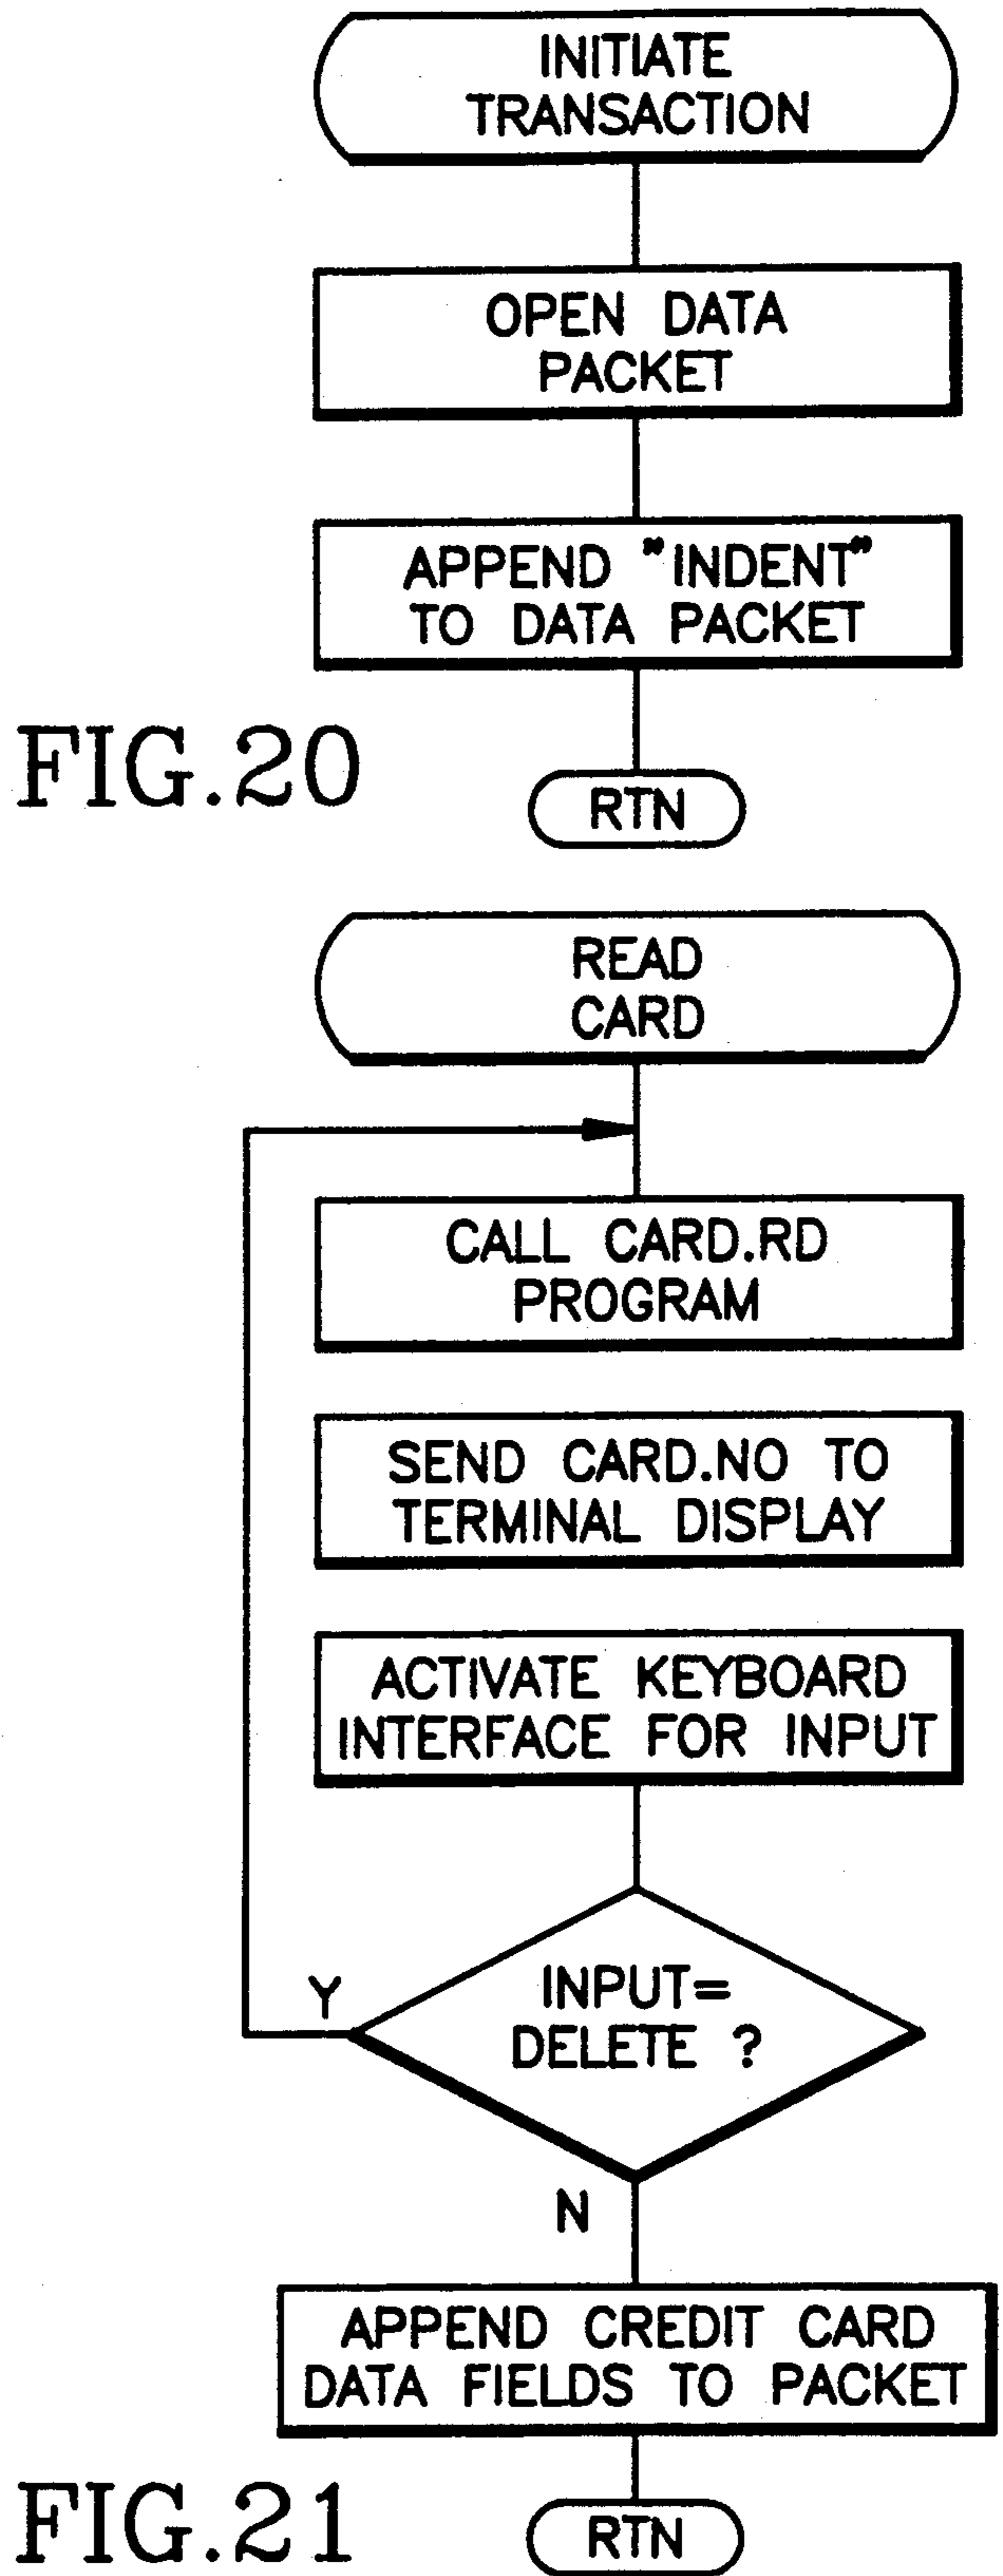 INITIATE
TRANSACTION
OPEN DATA
PACKET
APPEND "INDENT"
TO DATA PACKET
RTN
FIG.20
READ
CARD
CALL CARD.RD
PROGRAM
SEND CARD.NO TO
TERMINAL DISPLAY
ACTIVATE KEYBOARD
INTERFACE FOR INPUT
INPUT=
DELETE ?
Y
N
APPEND CREDIT CARD
DATA FIELDS TO PACKET
RTN
FIG.21